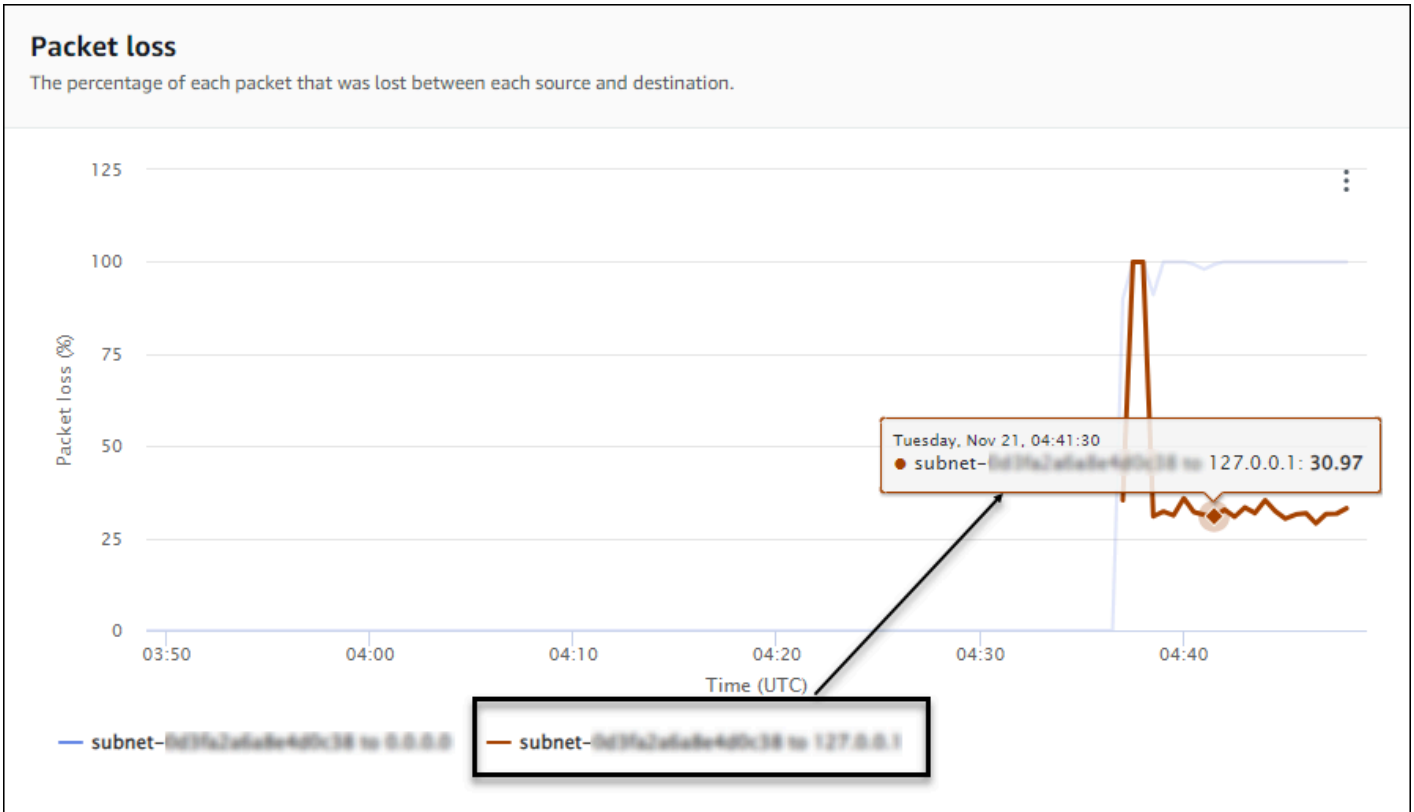 Packet loss
The percentage of each packet that was lost between each source and destination.
125
100
75
50
25
0
Packet loss (%)
Tuesday, Nov 21, 04:41:30
subnet- 127.0.0.1: 30.97
03:50 04:00 04:10 04:20 04:30 04:40
Time (UTC)
subnet- subnet-